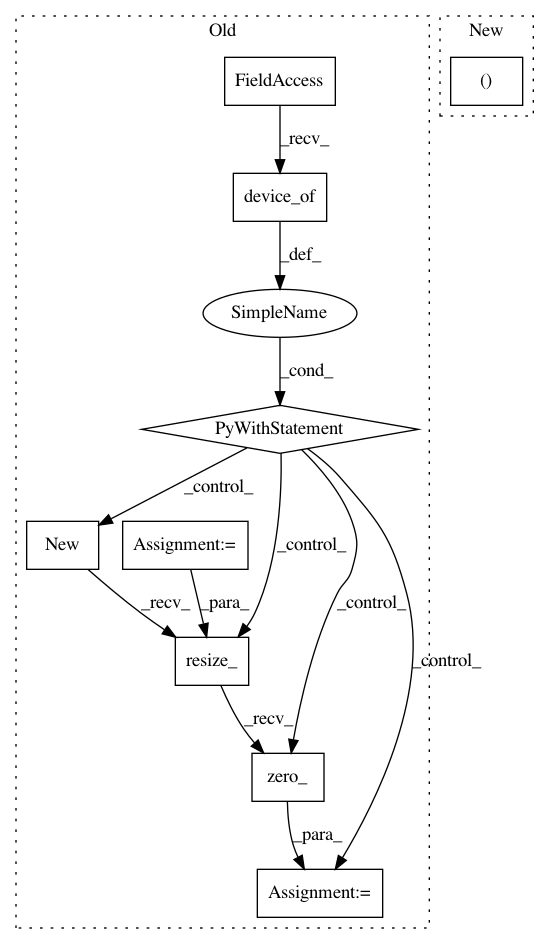 Old
New
FieldAccess
()
_recv_
device_of
_def_
SimpleName
_cond_
PyWithStatement
_control_
New
Assignment:=
_control_
_recv_
_para_
_control_
_control_
resize_
_recv_
zero_
_para_
Assignment:=